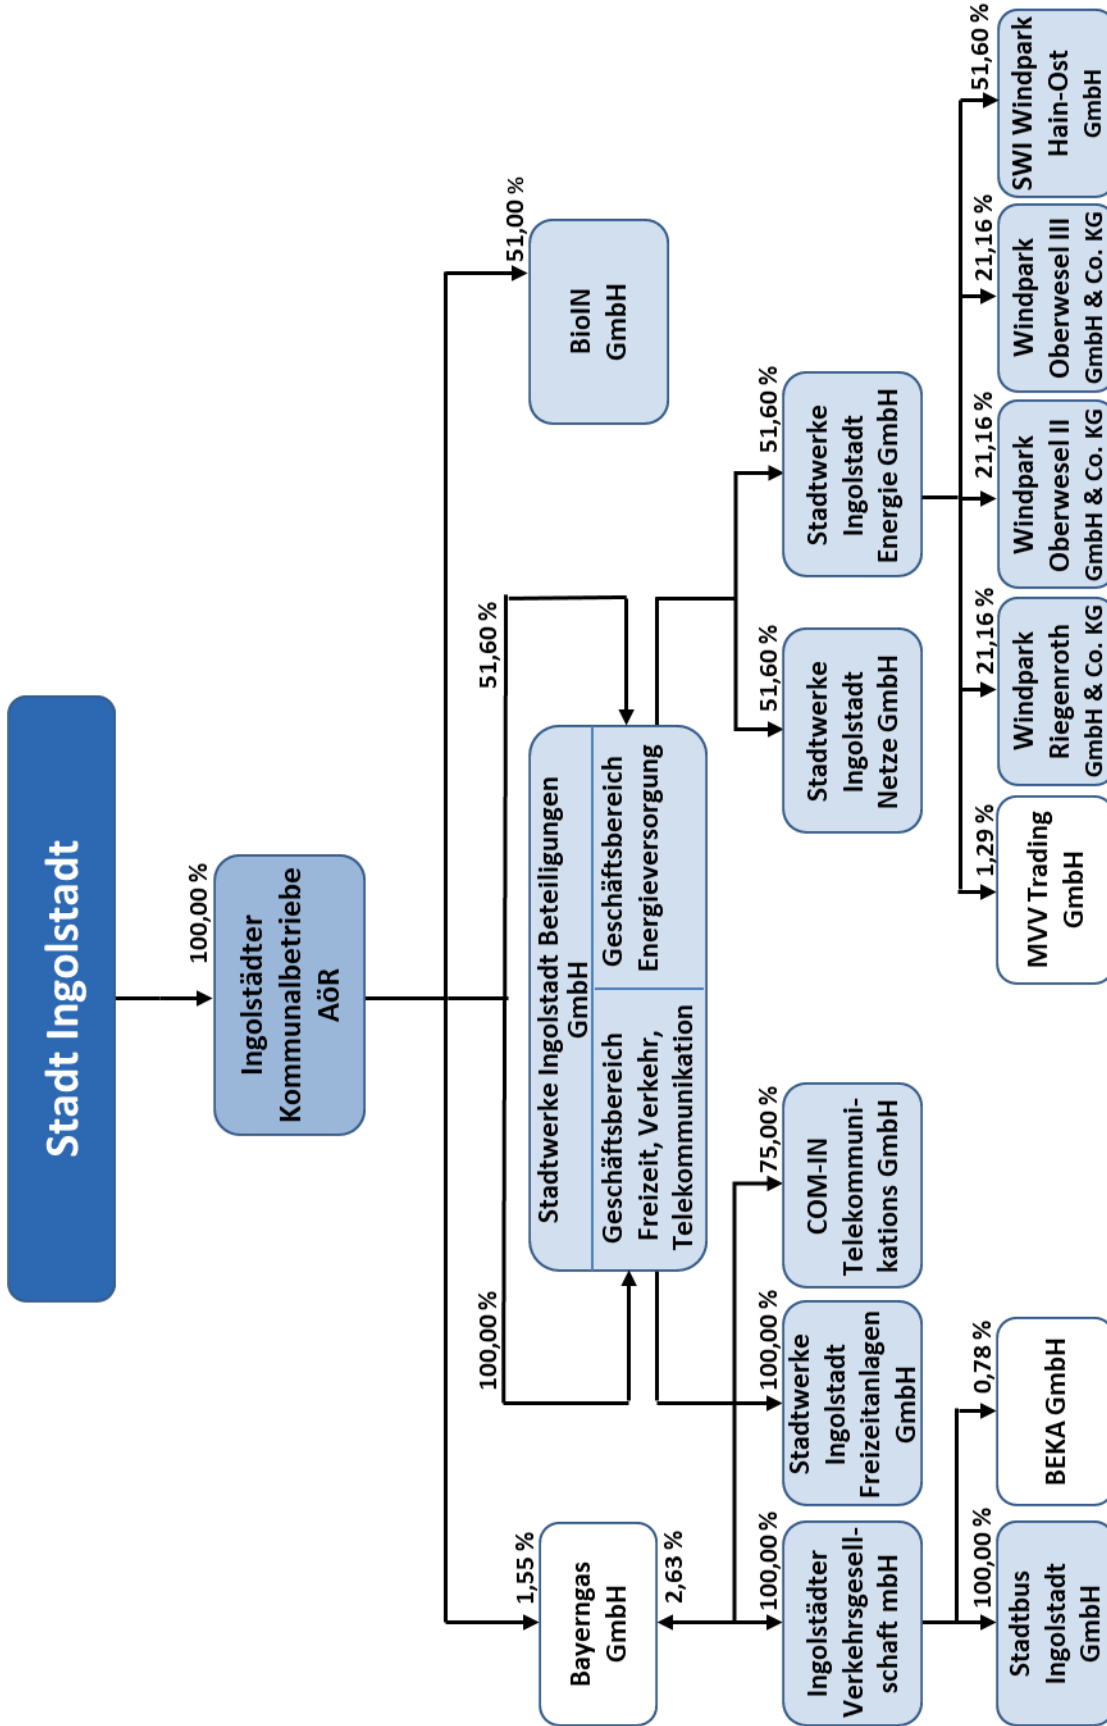 Stadt Ingolstadt
100,00 %
Ingolstädter
Kommunalbetriebe
AöR
1,55 %
Bayerngas
GmbH
2,63 %
100,00 %
51,60 %
Stadtwerke Ingolstadt Beteiligungen
GmbH
Geschäftsbereich
Freizeit, Verkehr,
Telekommunikation
Geschäftsbereich
Energieversorgung
51,00 %
BioIN
GmbH
100,00 %
Ingolstädter
Verkehrsgesell-
schaft mbH
100,00 %
Stadtwerke
Ingolstadt
Freizeitanlagen
GmbH
75,00 %
COM-IN
Telekommuni-
kations GmbH
51,60 %
Stadtwerke
Ingolstadt
Netze GmbH
51,60 %
Stadtwerke
Ingolstadt
Energie GmbH
100,00 %
Stadtbus
Ingolstadt
GmbH
0,78 %
BEKA GmbH
1,29 %
MVV Trading
GmbH
21,16 %
Windpark
Riegenroth
GmbH & Co. KG
21,16 %
Windpark
Oberwesel II
GmbH & Co. KG
21,16 %
Windpark
Oberwesel III
GmbH & Co. KG
51,60 %
SWI Windpark
Hain-Ost
GmbH